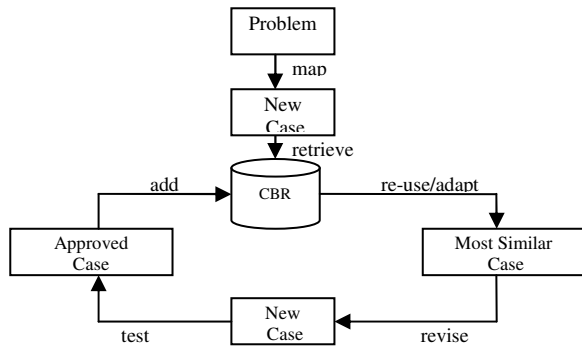 Problem
map
New
Case
retrieve
add
CBR
re-use/adapt
Approved
Case
Most Similar
Case
New
Case
test
revise